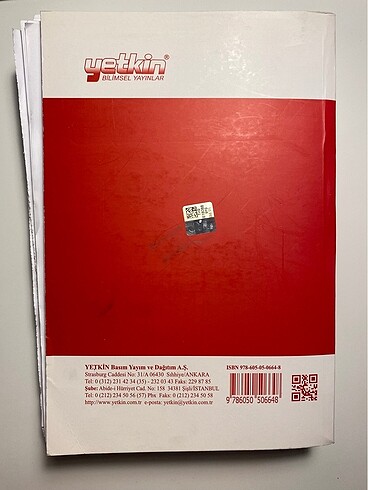 yetkin®
BİLİMSEL YAYINLAR
YETKİN Basım Yayım ve Dağıtım A.Ş.
Strasburg Caddesi No: 31/A 06430 Sıhhiye/ANKARA
Tel: 0 (312) 231 42 34 (35) - 232 03 43 Faks: 229 87 85
Şube: Abide-i Hürriyet Cad. No: 158 34381 Şişli/İSTANBUL
Tel: 0 (212) 234 50 56 (57) Pbx Faks: 0 (212) 234 50 58
http://www.yetkin.com.tr e-posta: yetkin@yetkin.com.tr
ISBN 978-605-05-0664-8
9 786050 506648